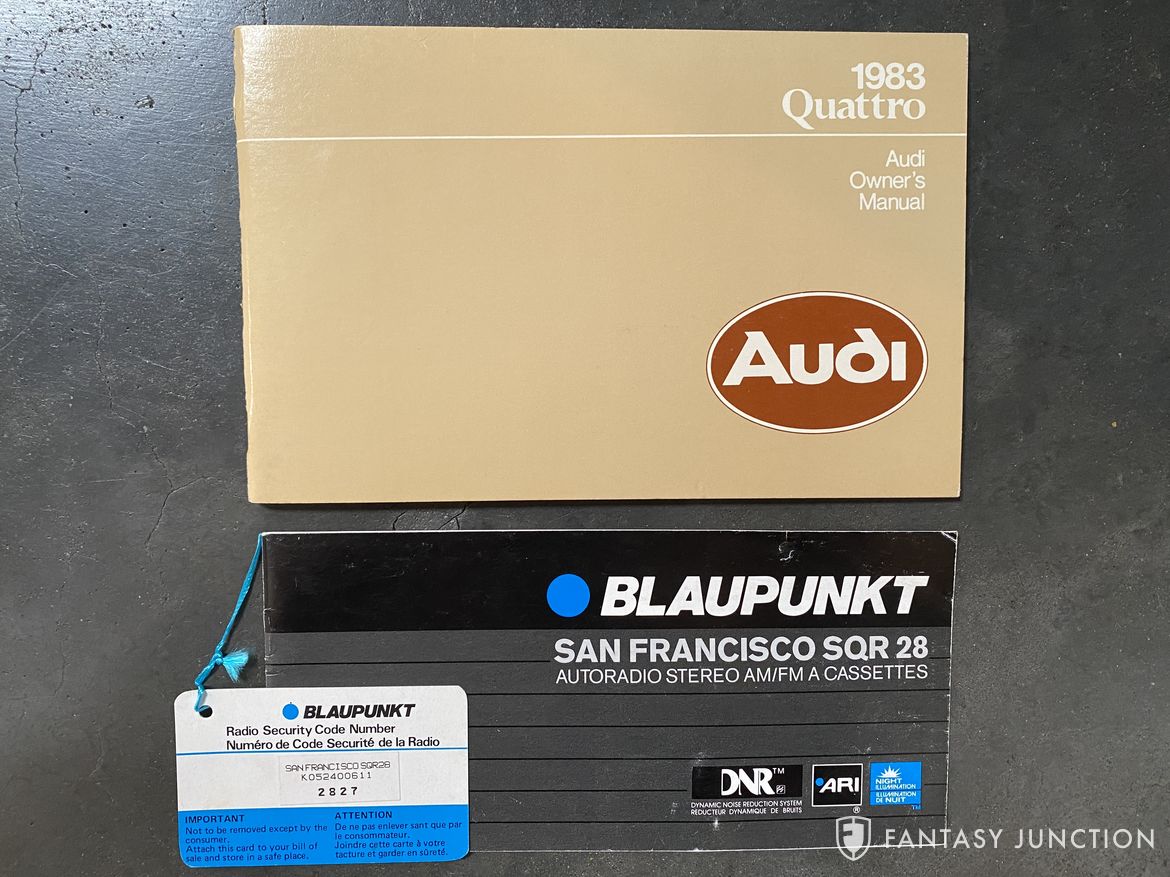 1983
Quattro
Audi
Owner's
Manual
Audi
BLAUPUNKT
SAN FRANCISCO SQR 28
AUTORADIO STEREO AM/FM A CASSETTES
BLAUPUNKT
Radio Security Code Number
Numéro de Code Securité de la Radio
SAN FRANCISCO SQR28
K052400611
2827
IMPORTANT
Not to be removed except by the
consumer.
Attach this card to your bill of
sale and store in a safe place.
ATTENTION
De ne pas enlever sant que par
le consommateur.
Joindre cette carte à votre
facture et garden en sûreté.
DNR™
DYNAMIC NOISE REDUCTION SYSTEM
REDUCTEUR DYNAMIQUE DE BRUITS
ARI
®
NIGHT
ILLUMINATION
ILLUMINATION
DE NUIT
TM
FANTASY JUNCTION